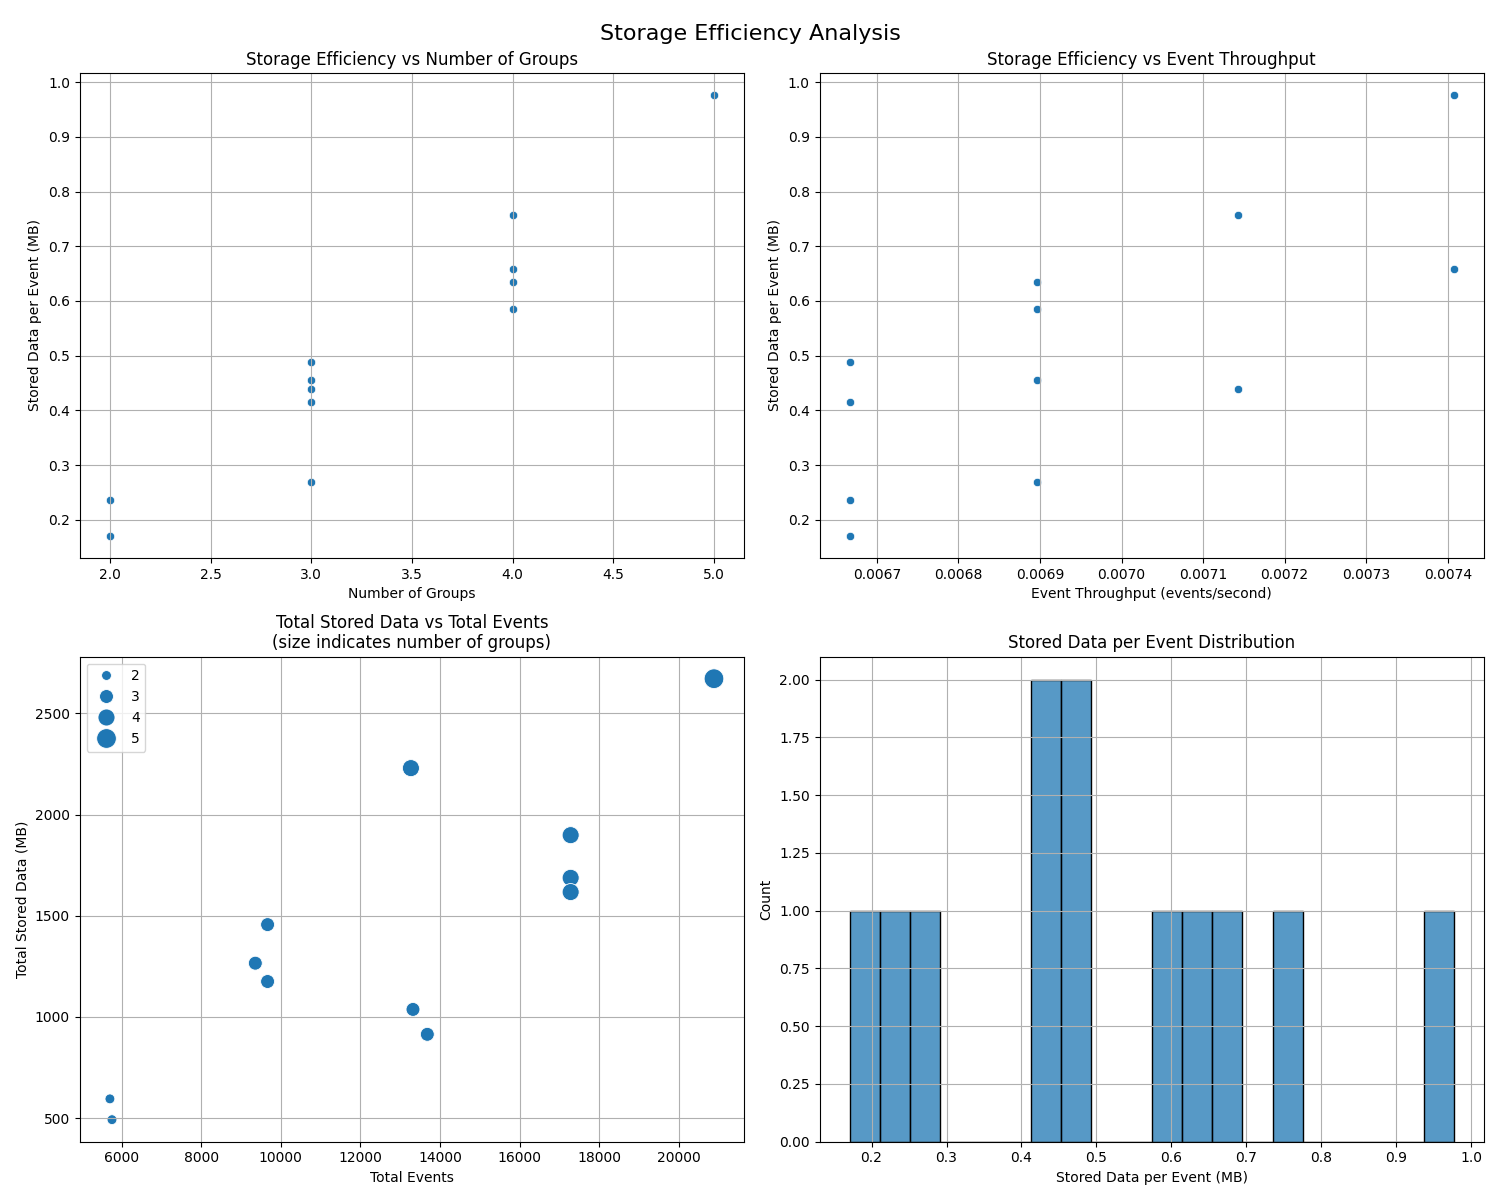 Storage Efficiency Analysis
Storage Efficiency vs Number of Groups
1.0
0.9
0.8
0.7
0.6
0.5
0.4
0.3
0.2
Stored Data per Event (MB)
2.0 2.5 3.0 3.5 4.0 4.5 5.0
Number of Groups
Storage Efficiency vs Event Throughput
1.0
0.9
0.8
0.7
0.6
0.5
0.4
0.3
0.2
Stored Data per Event (MB)
0.0067 0.0068 0.0069 0.0070 0.0071 0.0072 0.0073 0.0074
Event Throughput (events/second)
Total Stored Data vs Total Events
(size indicates number of groups)
2
3
4
5
2500
2000
1500
1000
500
Total Stored Data (MB)
6000 8000 10000 12000 14000 16000 18000 20000
Total Events
Stored Data per Event Distribution
2.00
1.75
1.50
1.25
1.00
0.75
0.50
0.25
0.00
Count
0.2 0.3 0.4 0.5 0.6 0.7 0.8 0.9 1.0
Stored Data per Event (MB)